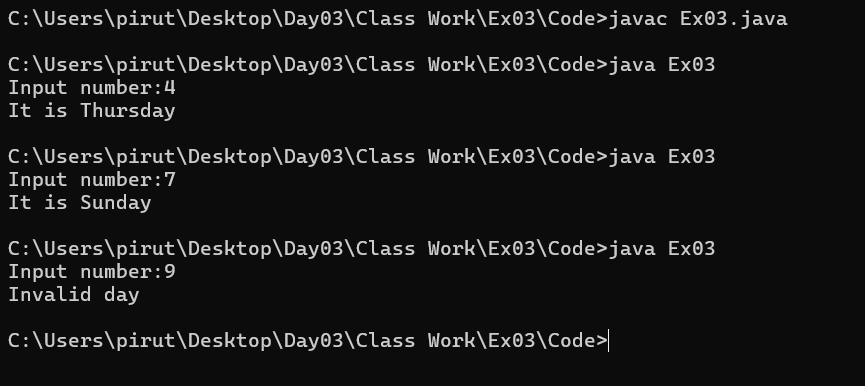 C:\Users\pirut\Desktop\Day03\Class Work\Ex03\Code>javac Ex03.java
C:\Users\pirut\Desktop\Day03\Class Work\Ex03\Code>java Ex03
Input number:4
It is Thursday
C:\Users\pirut\Desktop\Day03\Class Work\Ex03\Code>java Ex03
Input number:7
It is Sunday
C:\Users\pirut\Desktop\Day03\Class Work\Ex03\Code>java Ex03
Input number:9
Invalid day
C:\Users\pirut\Desktop\Day03\Class Work\Ex03\Code>